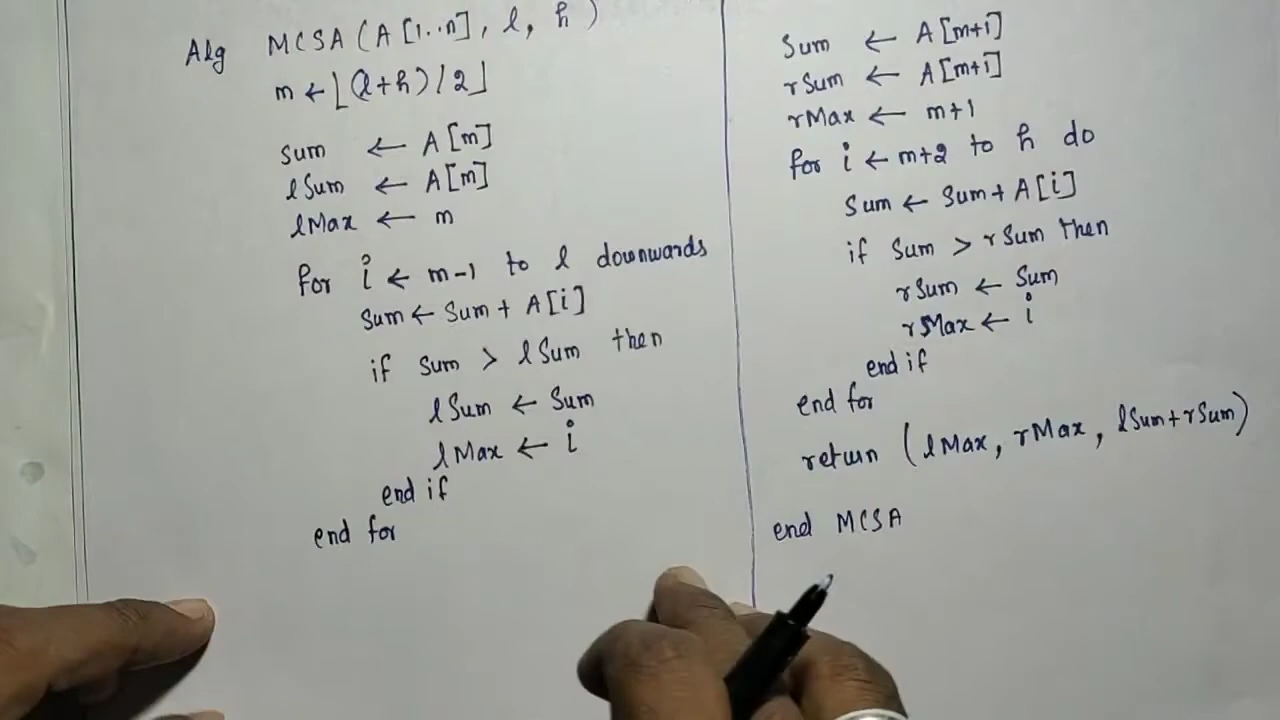 Alg MCSA (A[1..n], l, h)
m ← ⌊(l+h)/2⌋
sum ← A[m]
lSum ← A[m]
lMax ← m
for i ← m-1 to l downwards
sum ← sum + A[i]
if sum > lSum then
lSum ← sum
lMax ← i
end if
end for
sum ← A[m+1]
rSum ← A[m+1]
rMax ← m+1
for i ← m+2 to h do
sum ← sum + A[i]
if sum > rSum then
rSum ← sum
rMax ← i
end if
end for
return (lMax, rMax, lSum+rSum)
end MCSA